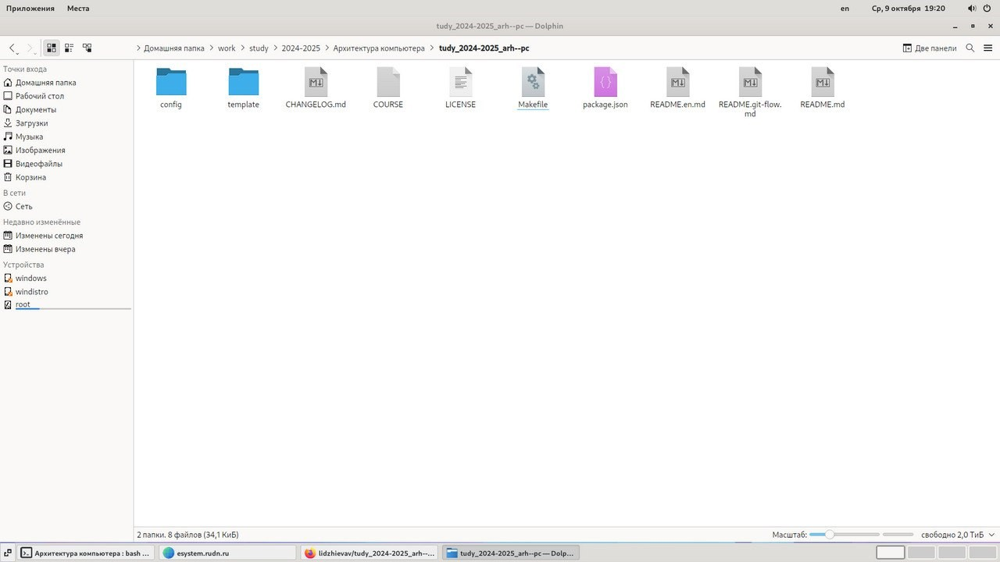 Приложения Места en Ср, 9 октября 19:20
tudy_2024-2025_arh--pc — Dolphin
Домашняя папка work study 2024-2025 Архитектура компьютера tudy_2024-2025_arh--pc Две панели
Точки входа
Домашняя папка
Рабочий стол
Документы
Загрузки
Музыка
Изображения
Видеофайлы
Корзина
В сети
Сеть
Недавно изменённые
Изменены сегодня
Изменены вчера
Устройства
windows
windistro
root
config template CHANGELOG.md COURSE LICENSE Makefile package.json README.en.md README.git-flow. README.md
md
2 папки. 8 файлов (34,1 КиБ) Масштаб: свободно 2,0 ТиБ
Архитектура компьютера : bash ... esystem.rudn.ru lidzhievav/tudy_2024-2025_arh--... tudy_2024-2025_arh--pc — Dolp...